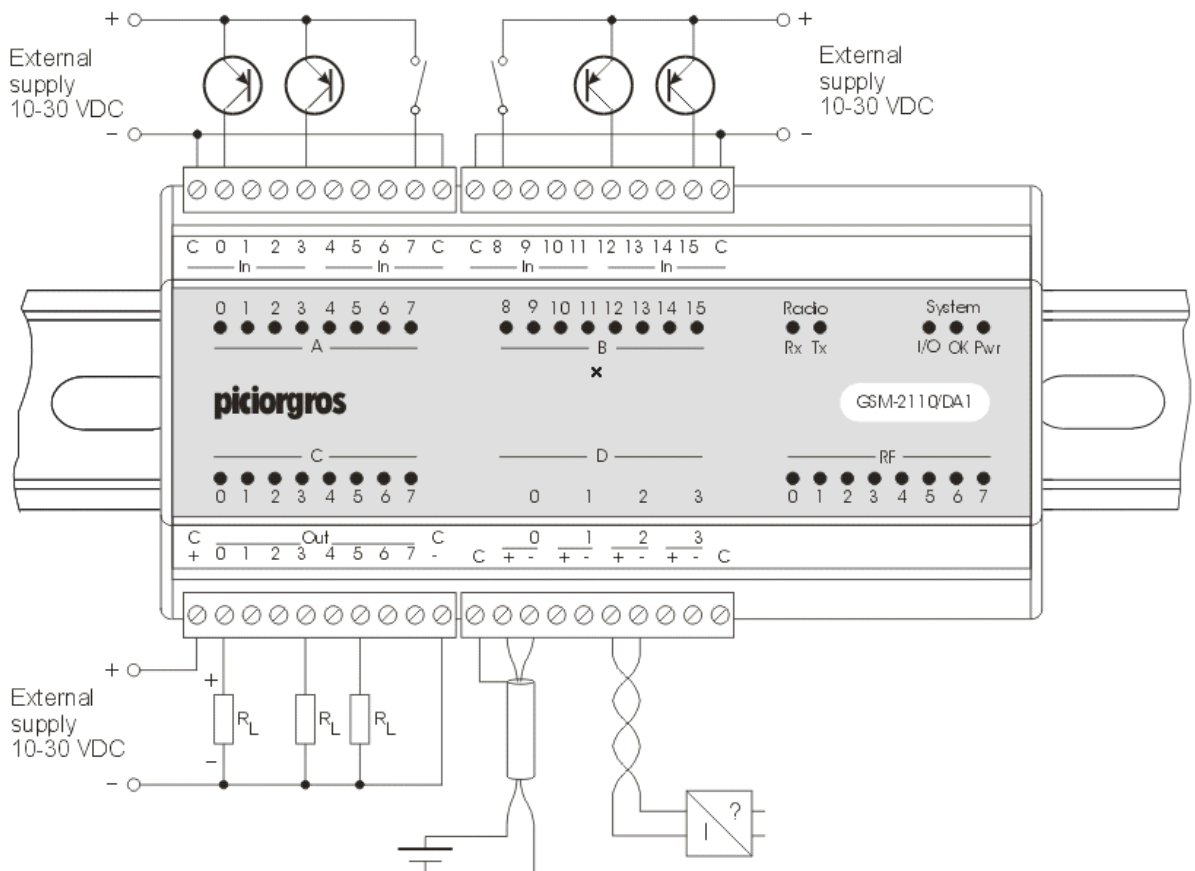 + +
External
supply
10-30 VDC
External
supply
10-30 VDC
- -
C 0 1 2 3 4 5 6 7 C C 8 9 10 11 12 13 14 15 C
In In In In
0 1 2 3 4 5 6 7 8 9 10 11 12 13 14 15 Radio System
A B Rx Tx I/O OK Pwr
x
piciorgros GSM-2110/DA1
C D RF
0 1 2 3 4 5 6 7 0 1 2 3 0 1 2 3 4 5 6 7
C Out C 0 1 2 3
+ 0 1 2 3 4 5 6 7 - C + - + - + - + - C
+
+
External
supply
10-30 VDC
RL RL RL
-
-
?
I